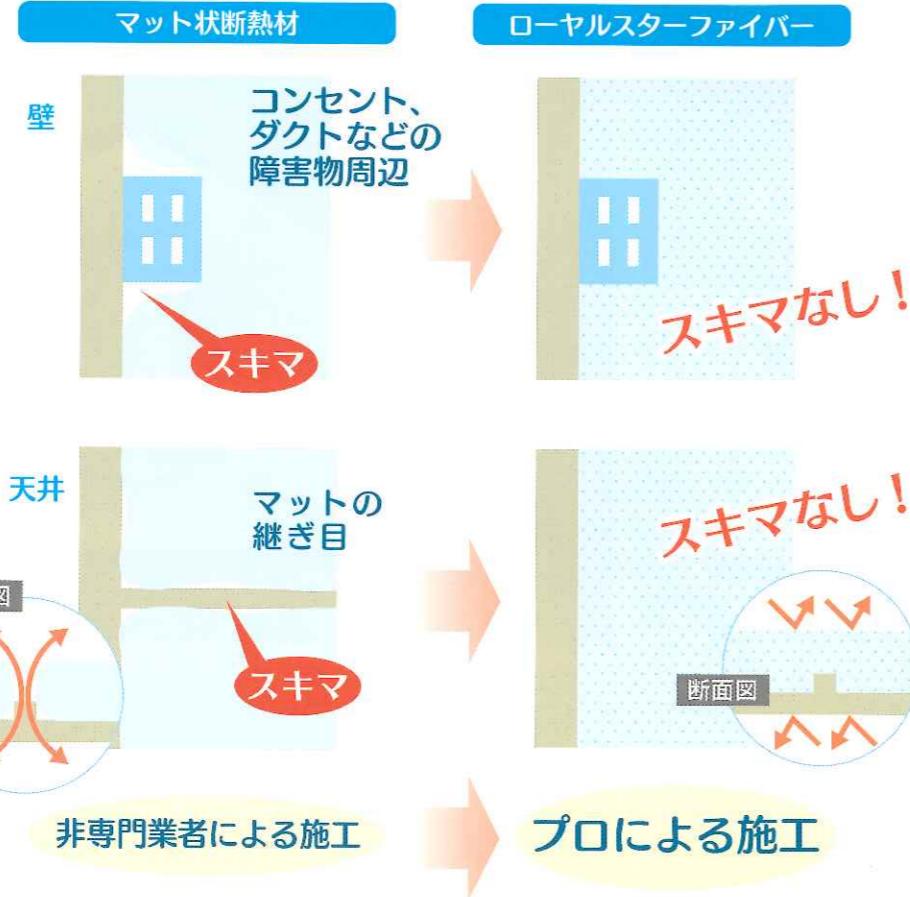 マット状断熱材
ローヤルスターファイバー
壁
コンセント、
ダクトなどの
障害物周辺
スキマ
スキマなし！
天井
マットの
継ぎ目
スキマ
スキマなし！
図
断面図
非専門業者による施工
プロによる施工